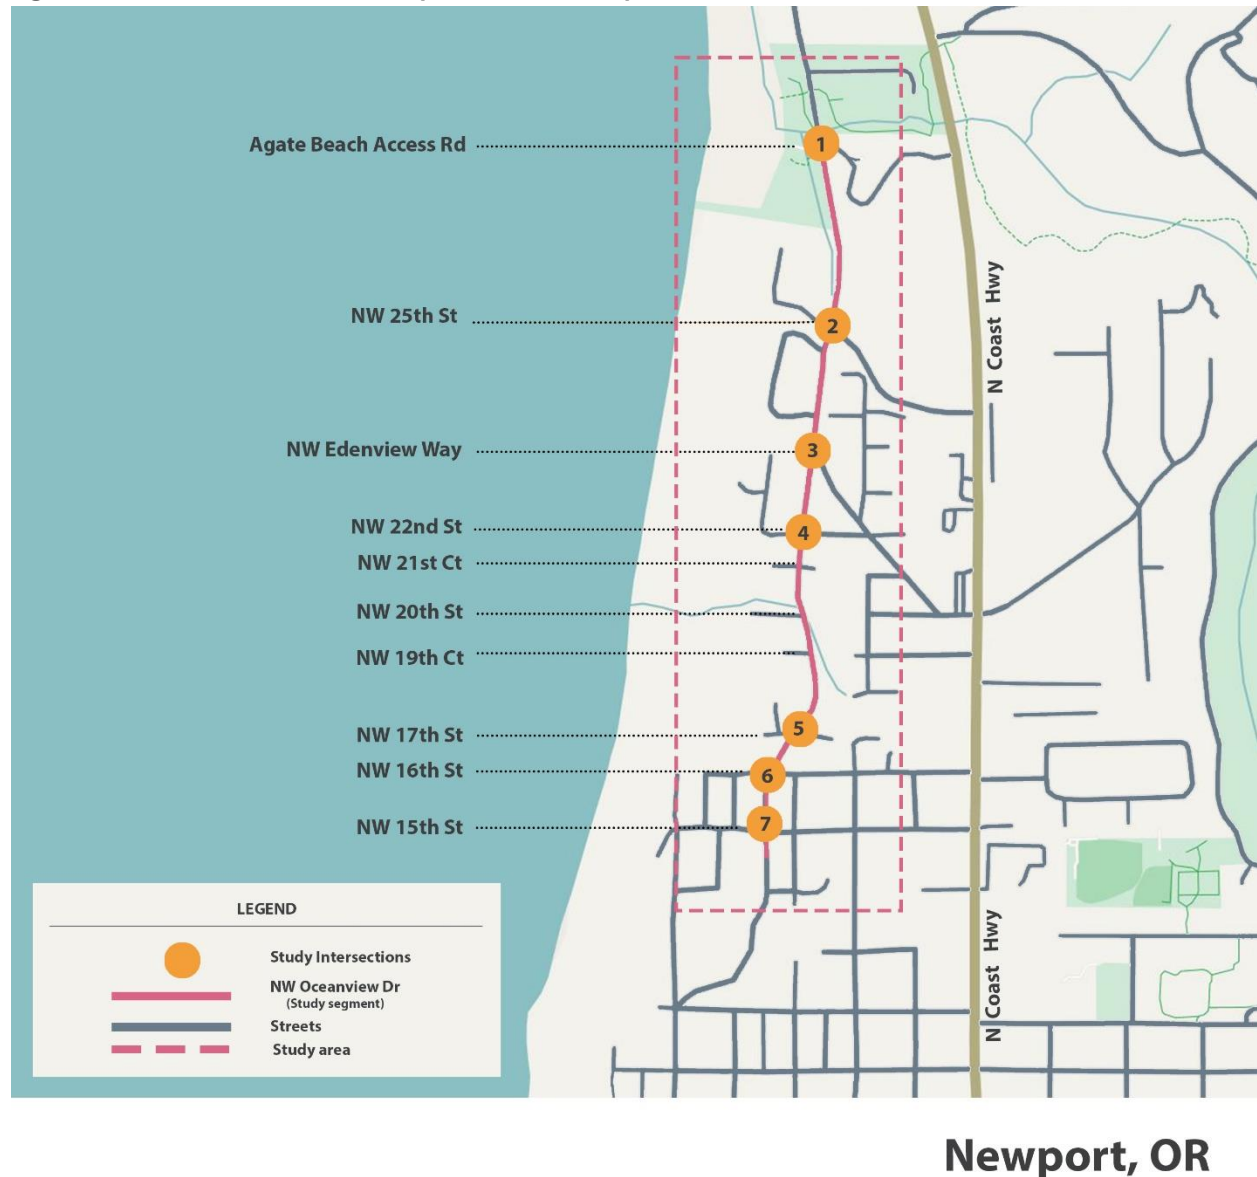 Agate Beach Access Rd
1
N Coast Hwy
NW 25th St
2
NW Edenview Way
3
NW 22nd St
4
NW 21st Ct
NW 20th St
NW 19th Ct
NW 17th St
5
NW 16th St
6
NW 15th St
7
LEGEND
Study Intersections
NW Oceanview Dr
(Study segment)
Streets
Study area
N Coast Hwy
Newport, OR